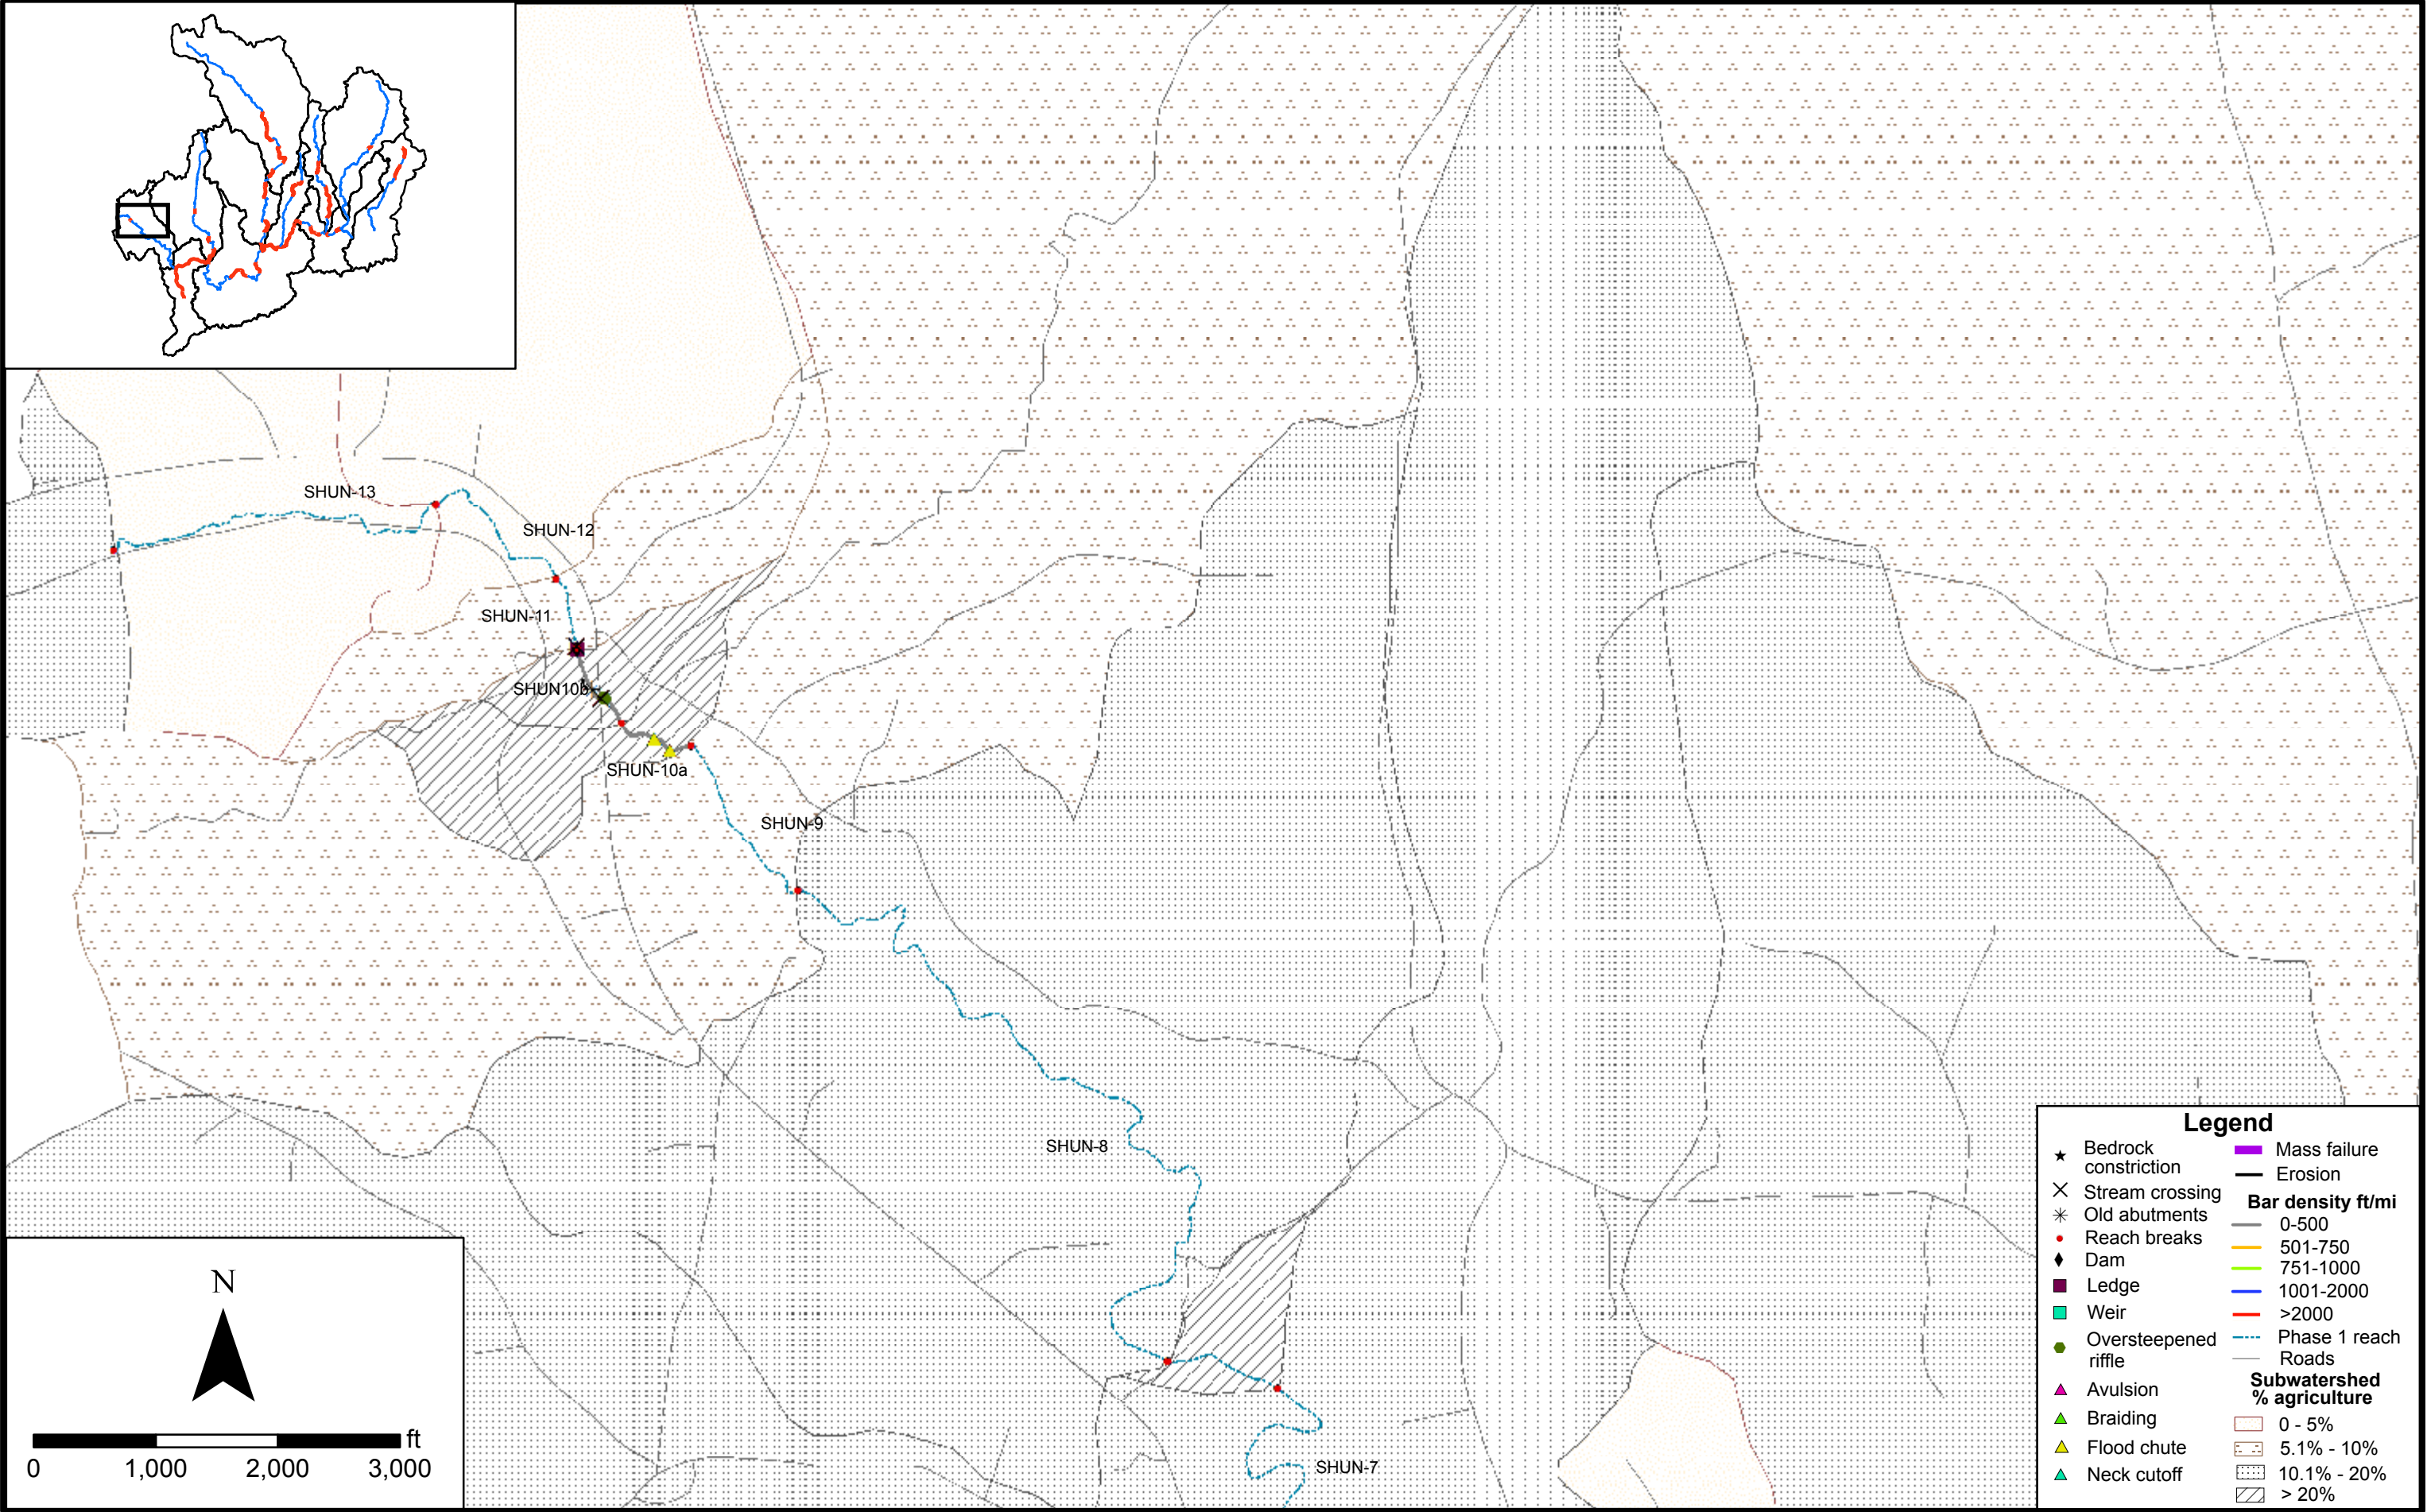 SHUN-13
SHUN-12
SHUN-11
SHUN10b
SHUN-10a
SHUN-9
SHUN-8
SHUN-7
N
ft
0 1,000 2,000 3,000
Legend
Bedrock
constriction
Stream crossing
Old abutments
Reach breaks
Dam
Ledge
Weir
Oversteepened
riffle
Avulsion
Braiding
Flood chute
Neck cutoff
Mass failure
Erosion
Bar density ft/mi
0-500
501-750
751-1000
1001-2000
>2000
Phase 1 reach
Roads
Subwatershed
% agriculture
0 - 5%
5.1% - 10%
10.1% - 20%
> 20%